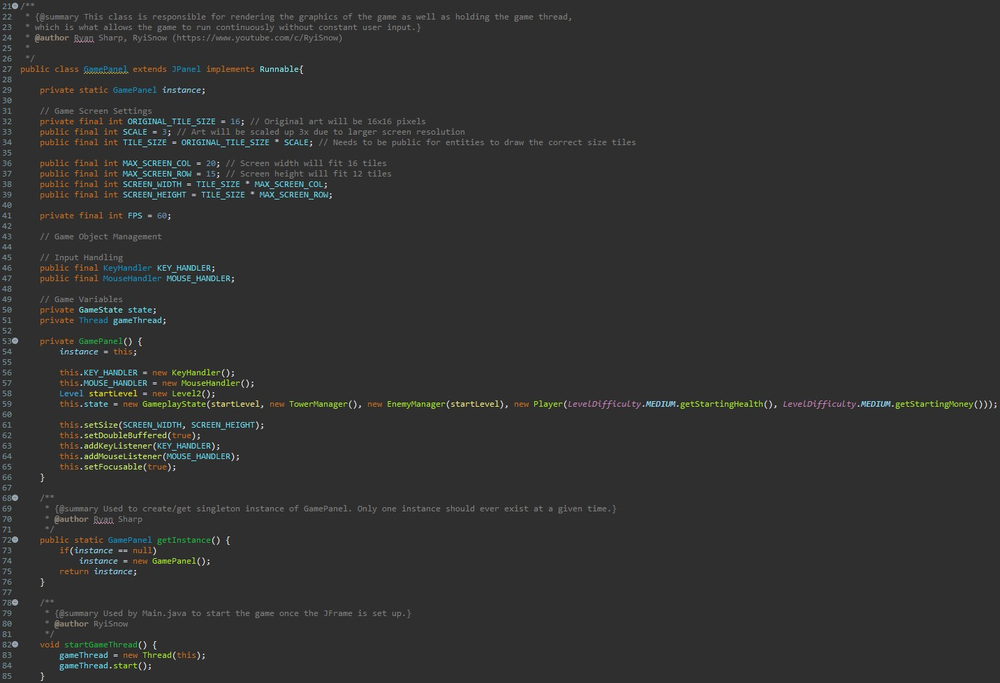 21 /**
22  * {@summary This class is responsible for rendering the graphics of the game as well as holding the game thread,
23  * which is what allows the game to run continuously without constant user input.}
24  * @author Ryan Sharp, RyiSnow (https://www.youtube.com/c/RyiSnow)
25  *
26  */
27 public class GamePanel extends JPanel implements Runnable{
28
29     private static GamePanel instance;
30
31     // Game Screen Settings
32     private final int ORIGINAL_TILE_SIZE = 16; // Original art will be 16x16 pixels
33     public final int SCALE = 3; // Art will be scaled up 3x due to larger screen resolution
34     public final int TILE_SIZE = ORIGINAL_TILE_SIZE * SCALE; // Needs to be public for entities to draw the correct size tiles
35
36     public final int MAX_SCREEN_COL = 20; // Screen width will fit 16 tiles
37     public final int MAX_SCREEN_ROW = 15; // Screen height will fit 12 tiles
38     public final int SCREEN_WIDTH = TILE_SIZE * MAX_SCREEN_COL;
39     public final int SCREEN_HEIGHT = TILE_SIZE * MAX_SCREEN_ROW;
40
41     private final int FPS = 60;
42
43     // Game Object Management
44
45     // Input Handling
46     public final KeyHandler KEY_HANDLER;
47     public final MouseHandler MOUSE_HANDLER;
48
49     // Game Variables
50     private GameState state;
51     private Thread gameThread;
52
53     private GamePanel() {
54         instance = this;
55
56         this.KEY_HANDLER = new KeyHandler();
57         this.MOUSE_HANDLER = new MouseHandler();
58         Level startLevel = new Level2();
59         this.state = new GameplayState(startLevel, new TowerManager(), new EnemyManager(startLevel), new Player(LevelDifficulty.MEDIUM.getStartingHealth(), LevelDifficulty.MEDIUM.getStartingMoney()));
60
61         this.setSize(SCREEN_WIDTH, SCREEN_HEIGHT);
62         this.setDoubleBuffered(true);
63         this.addKeyListener(KEY_HANDLER);
64         this.addMouseListener(MOUSE_HANDLER);
65         this.setFocusable(true);
66     }
67
68     /**
69      * {@summary Used to create/get singleton instance of GamePanel. Only one instance should ever exist at a given time.}
70      * @author Ryan Sharp
71      */
72     public static GamePanel getInstance() {
73         if(instance == null)
74             instance = new GamePanel();
75         return instance;
76     }
77
78     /**
79      * {@summary Used by Main.java to start the game once the JFrame is set up.}
80      * @author RyiSnow
81      */
82     void startGameThread() {
83         gameThread = new Thread(this);
84         gameThread.start();
85     }